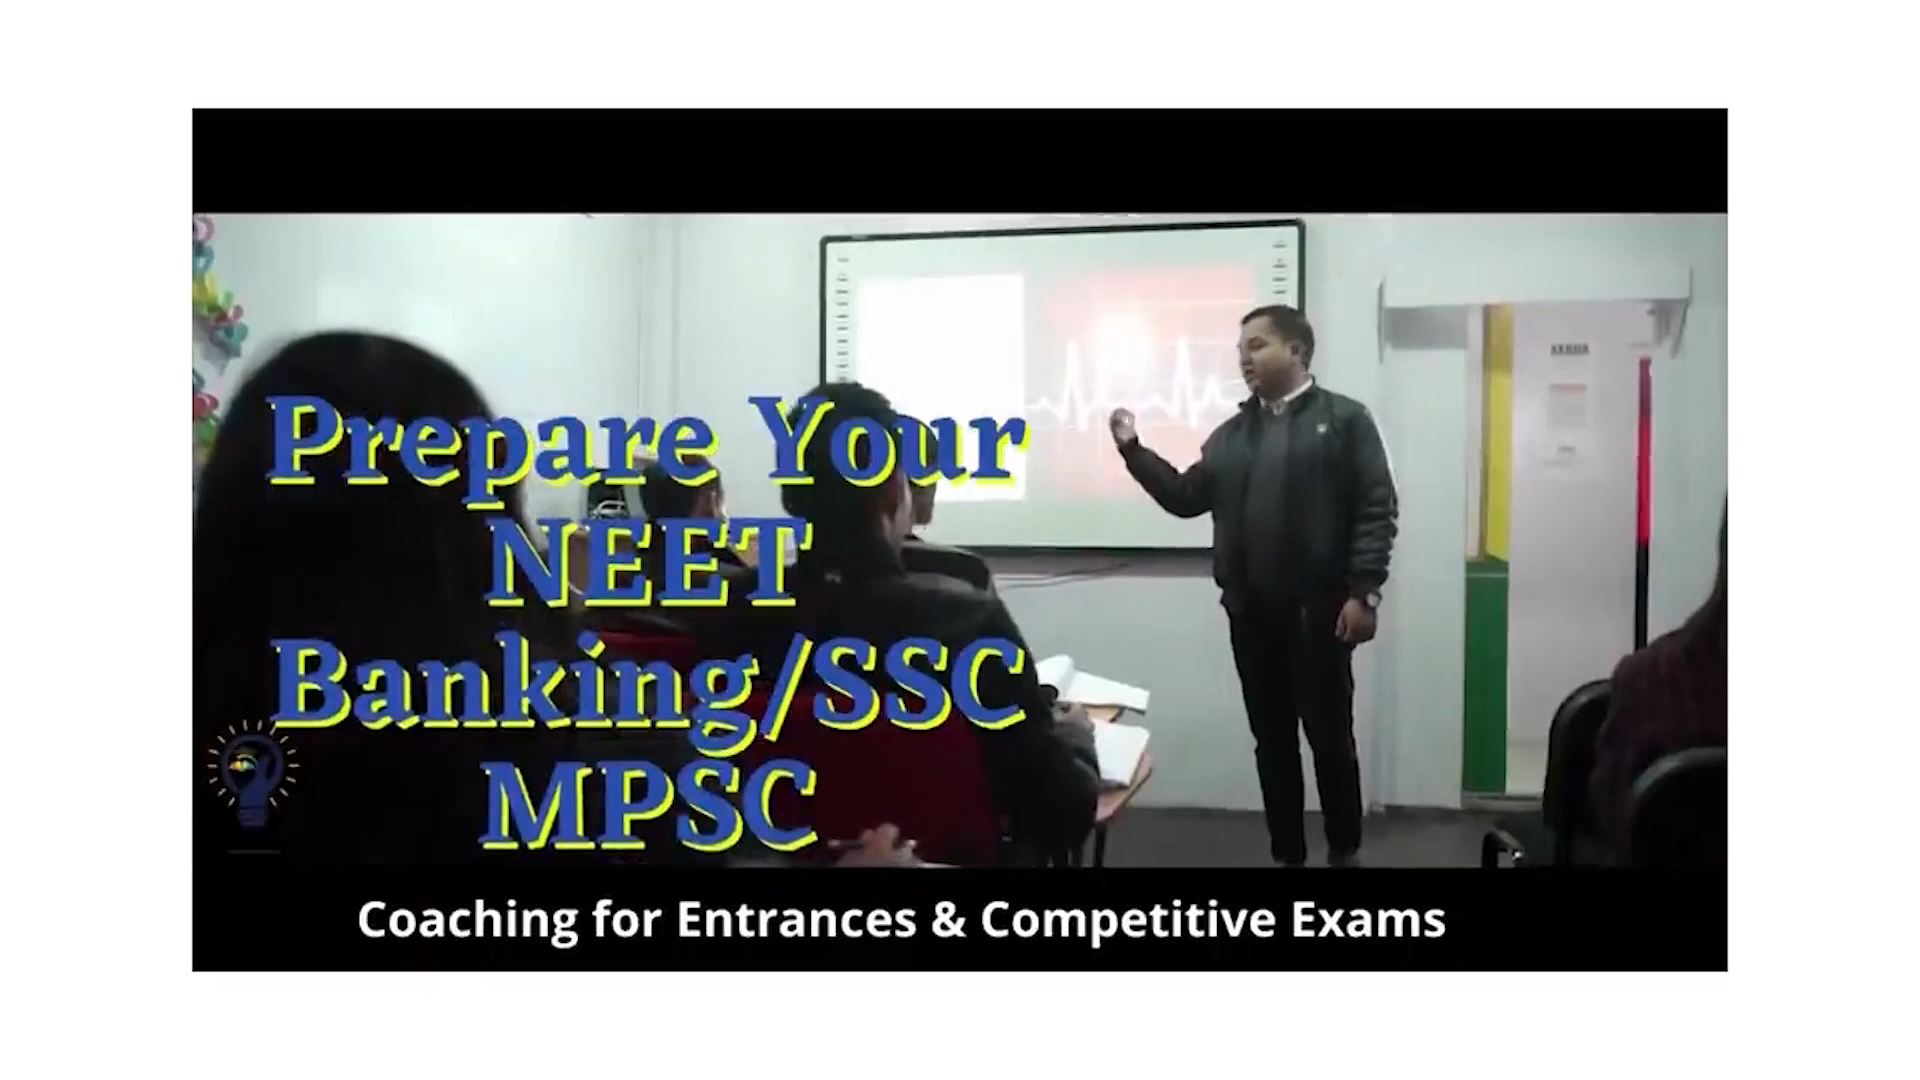 Prepare Your
NEET
Banking/SSC
MPSC
Coaching for Entrances & Competitive Exams